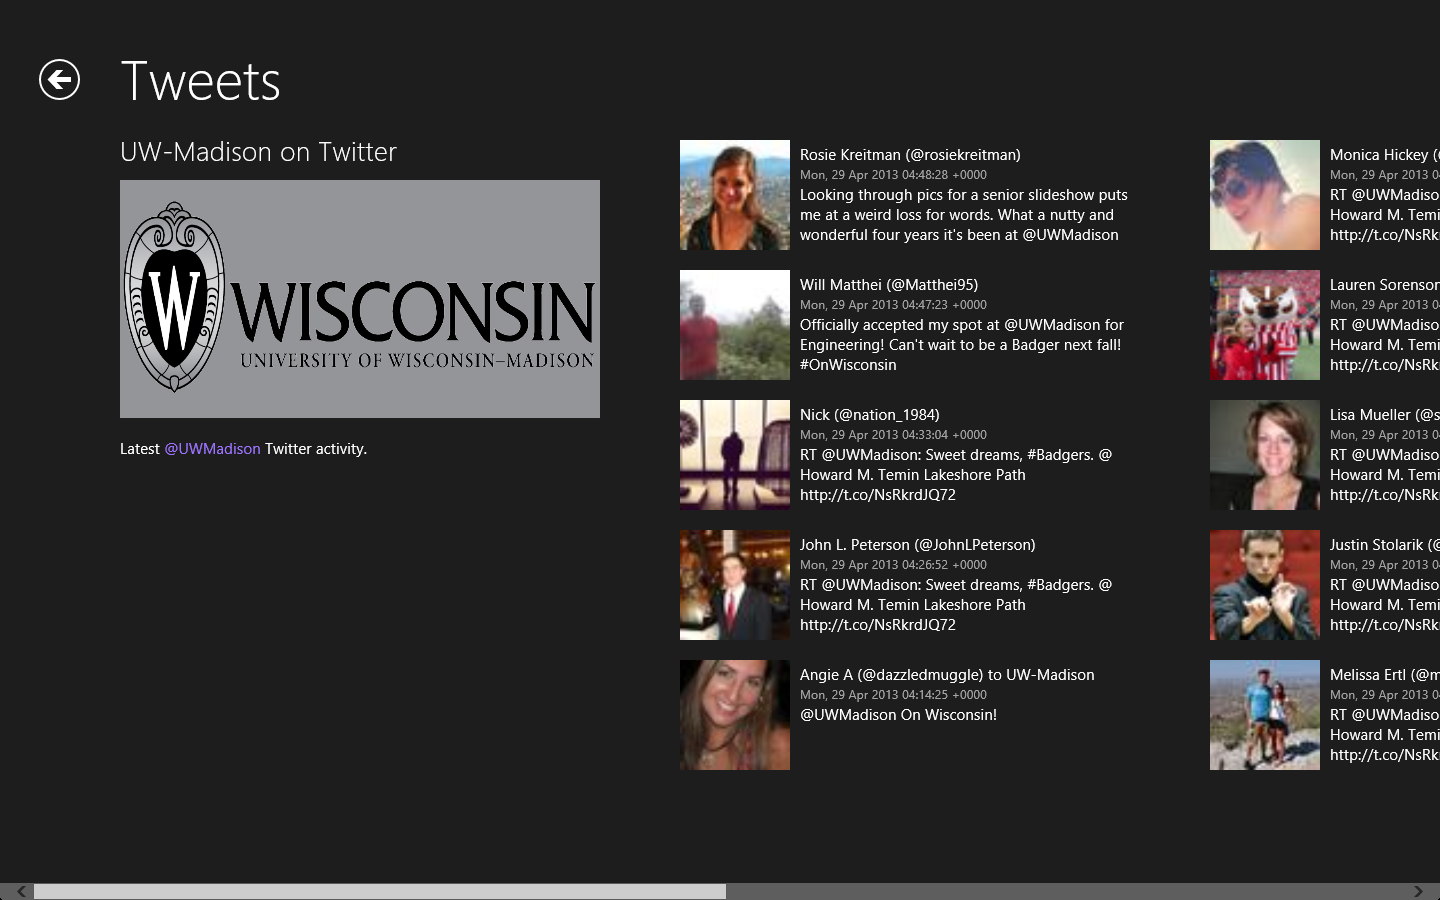 Tweets
UW-Madison on Twitter
W WISCONSIN
UNIVERSITY OF WISCONSIN–MADISON
Latest @UWMadison Twitter activity.
Rosie Kreitman (@rosiekreitman)
Mon, 29 Apr 2013 04:48:28 +0000
Looking through pics for a senior slideshow puts
me at a weird loss for words. What a nutty and
wonderful four years it's been at @UWMadison
Will Matthei (@Matthei95)
Mon, 29 Apr 2013 04:47:23 +0000
Officially accepted my spot at @UWMadison for
Engineering! Can't wait to be a Badger next fall!
#OnWisconsin
Nick (@nation_1984)
Mon, 29 Apr 2013 04:33:04 +0000
RT @UWMadison: Sweet dreams, #Badgers. @
Howard M. Temin Lakeshore Path
http://t.co/NsRkrdJQ72
John L. Peterson (@JohnLPeterson)
Mon, 29 Apr 2013 04:26:52 +0000
RT @UWMadison: Sweet dreams, #Badgers. @
Howard M. Temin Lakeshore Path
http://t.co/NsRkrdJQ72
Angie A (@dazzledmuggle) to UW-Madison
Mon, 29 Apr 2013 04:14:25 +0000
@UWMadison On Wisconsin!
Monica Hickey (
Mon, 29 Apr 2013 0
RT @UWMadiso
Howard M. Temi
http://t.co/NsRk
Lauren Sorenson
Mon, 29 Apr 2013 0
RT @UWMadiso
Howard M. Temi
http://t.co/NsRk
Lisa Mueller (@s
Mon, 29 Apr 2013 0
RT @UWMadiso
Howard M. Temi
http://t.co/NsRk
Justin Stolarik (@
Mon, 29 Apr 2013 0
RT @UWMadiso
Howard M. Temi
http://t.co/NsRk
Melissa Ertl (@m
Mon, 29 Apr 2013 0
RT @UWMadiso
Howard M. Temi
http://t.co/NsRk